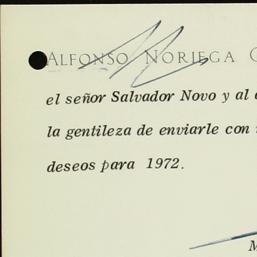 ALFONSO NORIEGA C
el señor Salvador Novo y al
la gentileza de enviarle con
deseos para 1972.
M